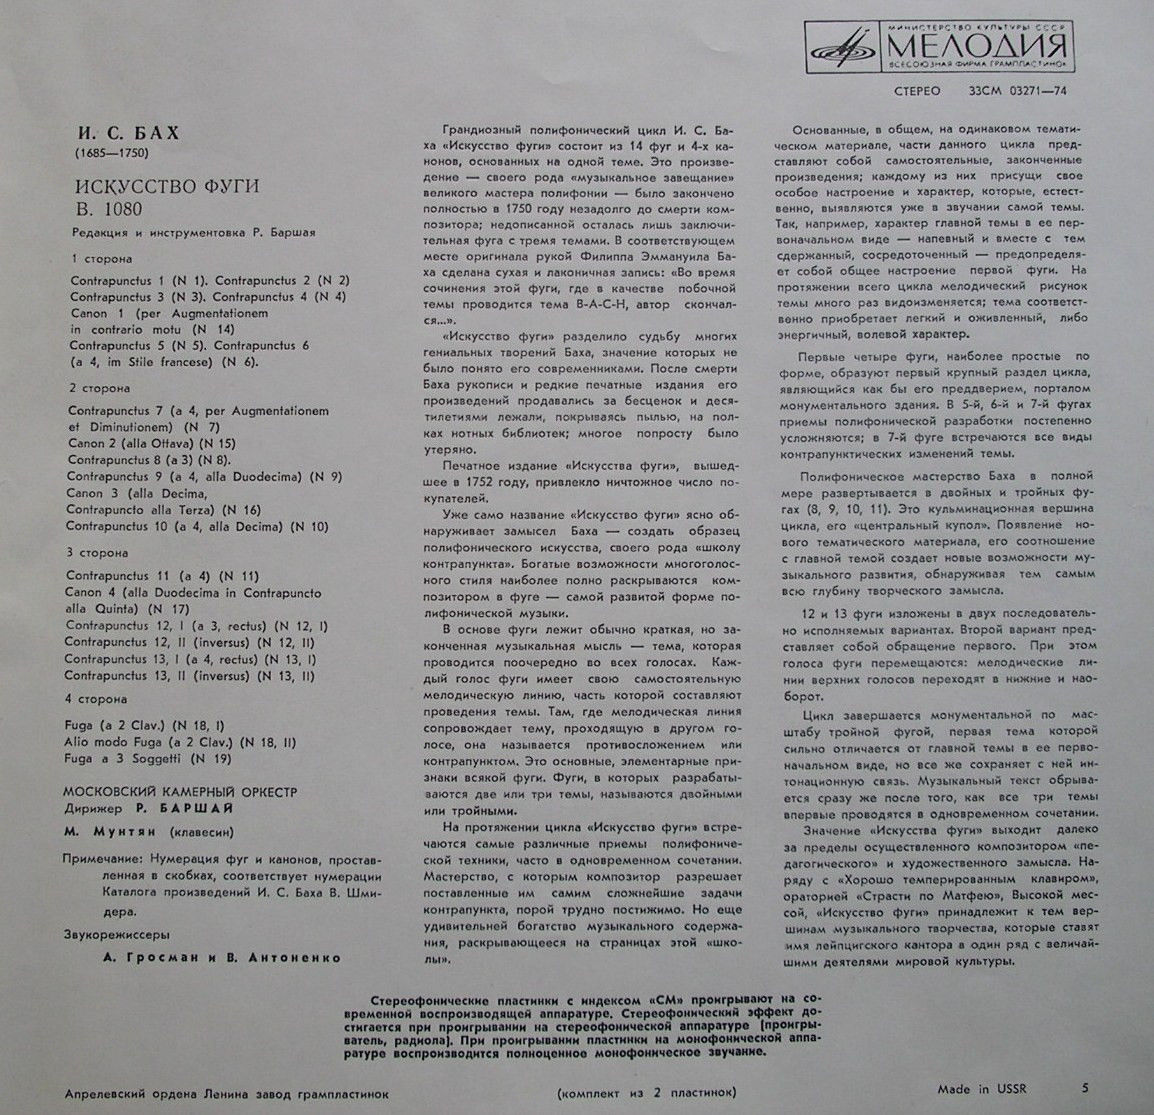 МИНИСТЕРСТВО КУЛЬТУРЫ СССР
МЕЛОДИЯ
ВСЕСОЮЗНАЯ ФИРМА ГРАМПЛАСТИНОК
СТЕРЕО 33СМ 03271—74
И. С. БАХ
(1685—1750)
ИСКУССТВО ФУГИ
В. 1080
Редакция и инструментовка Р. Баршая
1 сторона
Contrapunctus 1 (N 1). Contrapunctus 2 (N 2)
Contrapunctus 3 (N 3). Contrapunctus 4 (N 4)
Canon 1 (per Augmentationem
in contrario motu (N 14)
Contrapunctus 5 (N 5). Contrapunctus 6
(a 4, im Stile francese) (N 6).
2 сторона
Contrapunctus 7 (a 4, per Augmentationem
et Diminutionem) (N 7)
Canon 2 (alla Ottava) (N 15)
Contrapunctus 8 (a 3) (N 8).
Contrapunctus 9 (a 4, alla Duodecima) (N 9)
Canon 3 (alla Decima,
Contrapuncto alla Terza) (N 16)
Contrapunctus 10 (a 4, alla Decima) (N 10)
3 сторона
Contrapunctus 11 (a 4) (N 11)
Canon 4 (alla Duodecima in Contrapuncto
alla Quinta) (N 17)
Contrapunctus 12, I (a 3, rectus) (N 12, I)
Contrapunctus 12, II (inversus) (N 12, II)
Contrapunctus 13, I (a 4, rectus) (N 13, I)
Contrapunctus 13, II (inversus) (N 13, II)
4 сторона
Fuga (a 2 Clav.) (N 18, I)
Alio modo Fuga (a 2 Clav.) (N 18, II)
Fuga a 3 Soggetti (N 19)
МОСКОВСКИЙ КАМЕРНЫЙ ОРКЕСТР
Дирижер Р. БАРШАЙ
М. Мунтян (клавесин)
Примечание: Нумерация фуг и канонов, простав-
ленная в скобках, соответствует нумерации
Каталога произведений И. С. Баха В. Шми-
дера.
Звукорежиссеры
А. Гросман и В. Антоненко
Грандиозный полифонический цикл И. С. Ба-
ха «Искусство фуги» состоит из 14 фуг и 4-х ка-
нонов, основанных на одной теме. Это произве-
дение — своего рода «музыкальное завещание»
великого мастера полифонии — было закончено
полностью в 1750 году незадолго до смерти ком-
позитора; недописанной осталась лишь заключи-
тельная фуга с тремя темами. В соответствующем
месте оригинала рукой Филиппа Эммануила Ба-
ха сделана сухая и лаконичная запись: «Во время
сочинения этой фуги, где в качестве побочной
темы проводится тема В-А-С-Н, автор скончал-
ся...».
«Искусство фуги» разделило судьбу многих
гениальных творений Баха, значение которых не
было понято его современниками. После смерти
Баха рукописи и редкие печатные издания его
произведений продавались за бесценок и деся-
тилетиями лежали, покрываясь пылью, на пол-
ках нотных библиотек; многое попросту было
утеряно.
Печатное издание «Искусства фуги», вышед-
шее в 1752 году, привлекло ничтожное число по-
купателей.
Уже само название «Искусство фуги» ясно об-
наруживает замысел Баха — создать образец
полифонического искусства, своего рода «школу
контрапункта». Богатые возможности многоголос-
ного стиля наиболее полно раскрываются ком-
позитором в фуге — самой развитой форме по-
лифонической музыки.
В основе фуги лежит обычно краткая, но за-
конченная музыкальная мысль — тема, которая
проводится поочередно во всех голосах. Каж-
дый голос фуги имеет свою самостоятельную
мелодическую линию, часть которой составляют
проведения темы. Там, где мелодическая линия
сопровождает тему, проходящую в другом го-
лосе, она называется противосложением или
контрапунктом. Это основные, элементарные при-
знаки всякой фуги. Фуги, в которых разрабаты-
ваются две или три темы, называются двойными
или тройными.
На протяжении цикла «Искусство фуги» встре-
чаются самые различные приемы полифониче-
ской техники, часто в одновременном сочетании.
Мастерство, с которым композитор разрешает
поставленные им самим сложнейшие задачи
контрапункта, порой трудно постижимо. Но еще
удивительней богатство музыкального содержа-
ния, раскрывающееся на страницах этой «шко-
лы».
Основанные, в общем, на одинаковом темати-
ческом материале, части данного цикла пред-
ставляют собой самостоятельные, законченные
произведения; каждому из них присущи свое
особое настроение и характер, которые, естест-
венно, выявляются уже в звучании самой темы.
Так, например, характер главной темы в ее пер-
воначальном виде — напевный и вместе с тем
сдержанный, сосредоточенный — предопределя-
ет собой общее настроение первой фуги. На
протяжении всего цикла мелодический рисунок
темы много раз видоизменяется; тема соответст-
венно приобретает легкий и оживленный, либо
энергичный, волевой характер.
Первые четыре фуги, наиболее простые по
форме, образуют первый крупный раздел цикла,
являющийся как бы его преддверием, порталом
монументального здания. В 5-й, 6-й и 7-й фугах
приемы полифонической разработки постепенно
усложняются; в 7-й фуге встречаются все виды
контрапунктических изменений темы.
Полифоническое мастерство Баха в полной
мере развертывается в двойных и тройных фу-
гах (8, 9, 10, 11). Это кульминационная вершина
цикла, его «центральный купол». Появление но-
вого тематического материала, его соотношение
с главной темой создает новые возможности му-
зыкального развития, обнаруживая тем самым
всю глубину творческого замысла.
12 и 13 фуги изложены в двух последователь-
но исполняемых вариантах. Второй вариант пред-
ставляет собой обращение первого. При этом
голоса фуги перемещаются: мелодические ли-
нии верхних голосов переходят в нижние и нао-
борот.
Цикл завершается монументальной по мас-
штабу тройной фугой, первая тема которой
сильно отличается от главной темы в ее перво-
начальном виде, но все же сохраняет с ней ин-
тонационную связь. Музыкальный текст обрыва-
ется сразу же после того, как все три темы
впервые проводятся в одновременном сочетании.
Значение «Искусства фуги» выходит далеко
за пределы осуществленного композитором «пе-
дагогического» и художественного замысла. На-
ряду с «Хорошо темперированным клавиром»,
ораторией «Страсти по Матфею», Высокой мес-
сой, «Искусство фуги» принадлежит к тем вер-
шинам музыкального творчества, которые ставят
имя лейпцигского кантора в один ряд с величай-
шими деятелями мировой культуры.
Стереофонические пластинки с индексом «СМ» проигрывают на со-
временной воспроизводящей аппаратуре. Стереофонический эффект до-
стигается при проигрывании на стереофонической аппаратуре (проигры-
ватель, радиола). При проигрывании пластинки на монофонической аппа-
ратуре воспроизводится полноценное монофоническое звучание.
Апрелевский ордена Ленина завод грампластинок (комплект из 2 пластинок) Made in USSR 5